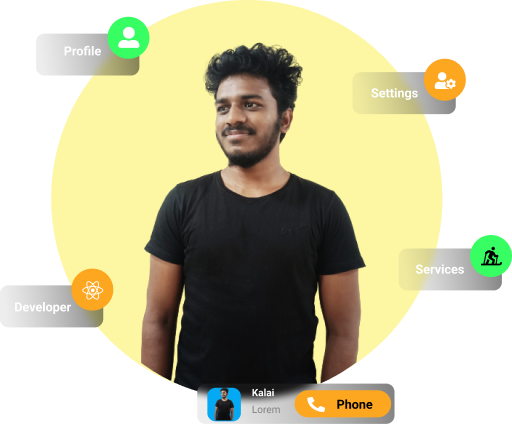 Profile
Settings
Services
Developer
Kalai
Lorem
Phone